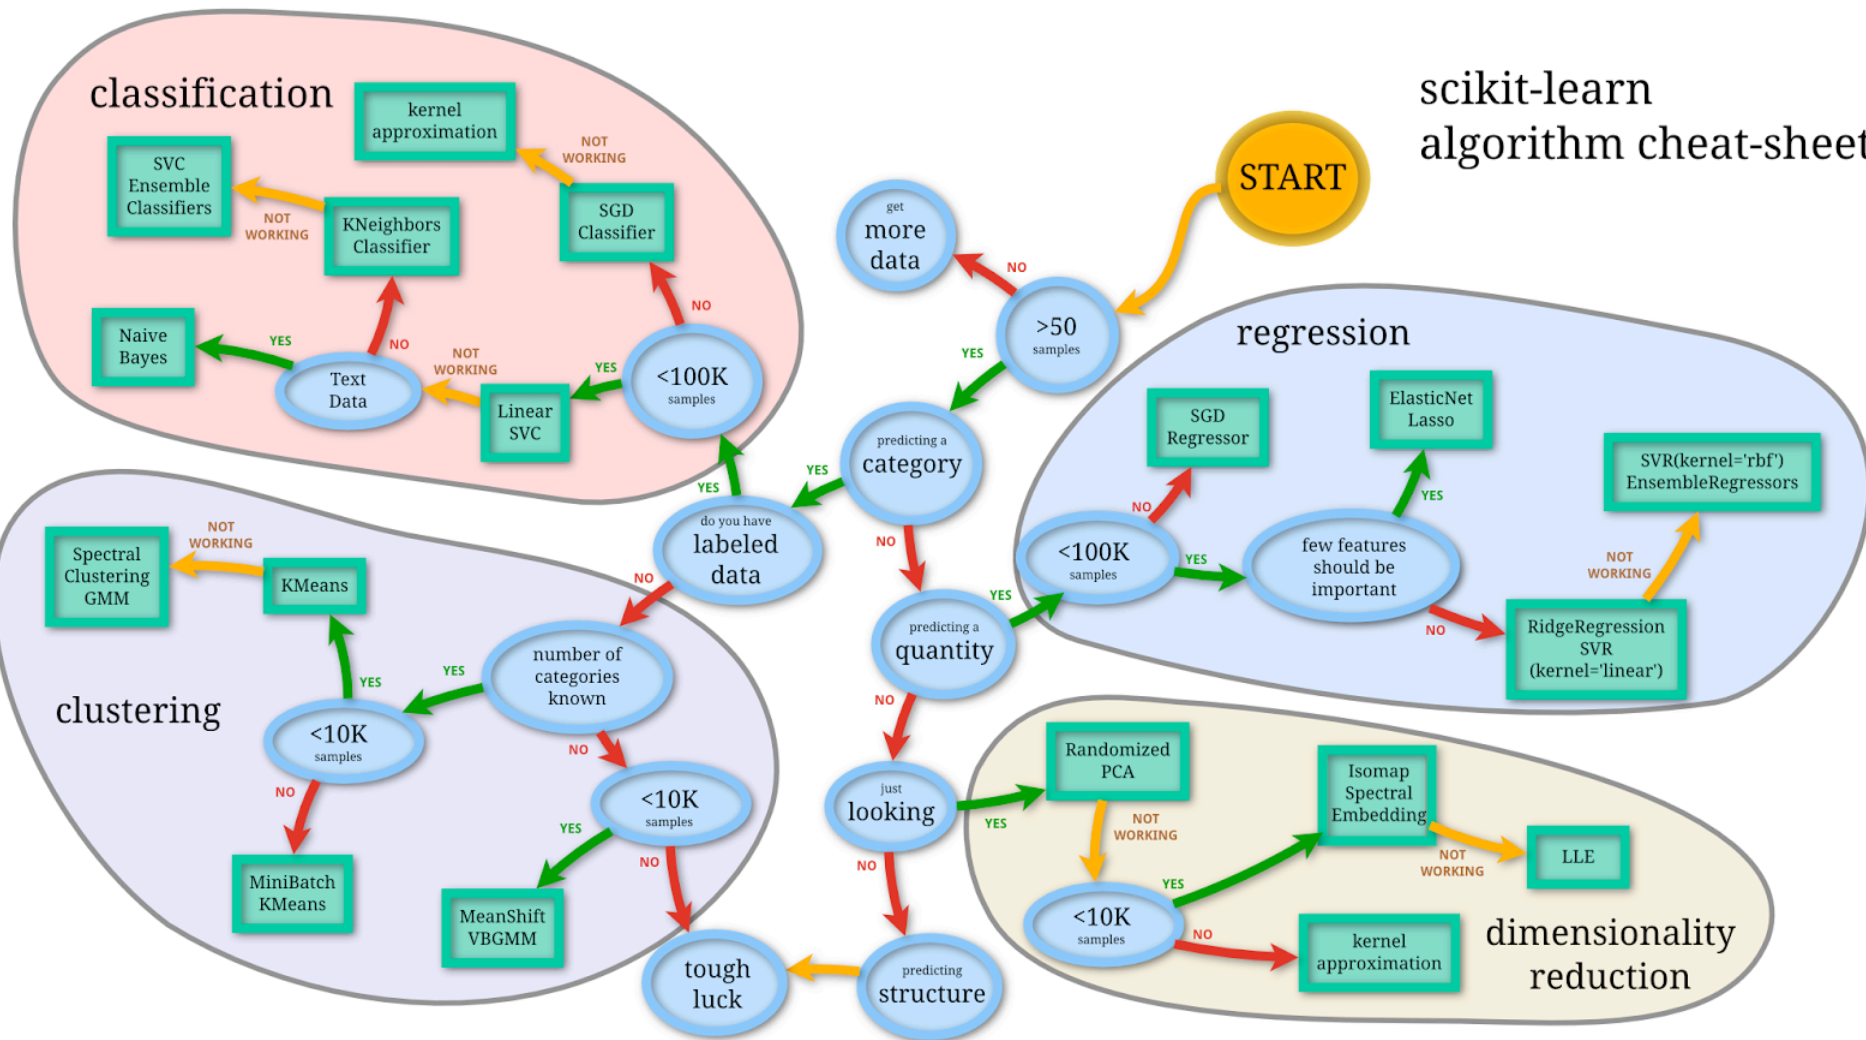 scikit-learn
algorithm cheat-sheet
START
get
more
data
NO
>50
samples
YES
predicting a
category
YES
NO
do you have
labeled
data
YES
NO
predicting a
quantity
YES
NO
just
looking
YES
NO
predicting
structure
tough
luck
classification
kernel
approximation
NOT
WORKING
SVC
Ensemble
Classifiers
NOT
WORKING
KNeighbors
Classifier
SGD
Classifier
NO
Naive
Bayes
YES
NO
Text
Data
NOT
WORKING
Linear
SVC
YES
<100K
samples
regression
SGD
Regressor
ElasticNet
Lasso
SVR(kernel='rbf')
EnsembleRegressors
NO
YES
<100K
samples
YES
few features
should be
important
NOT
WORKING
NO
RidgeRegression
SVR
(kernel='linear')
clustering
Spectral
Clustering
GMM
NOT
WORKING
KMeans
number of
categories
known
YES
YES
<10K
samples
NO
NO
<10K
samples
YES
NO
MiniBatch
KMeans
MeanShift
VBGMM
dimensionality
reduction
Randomized
PCA
NOT
WORKING
Isomap
Spectral
Embedding
NOT
WORKING
LLE
YES
<10K
samples
NO
kernel
approximation